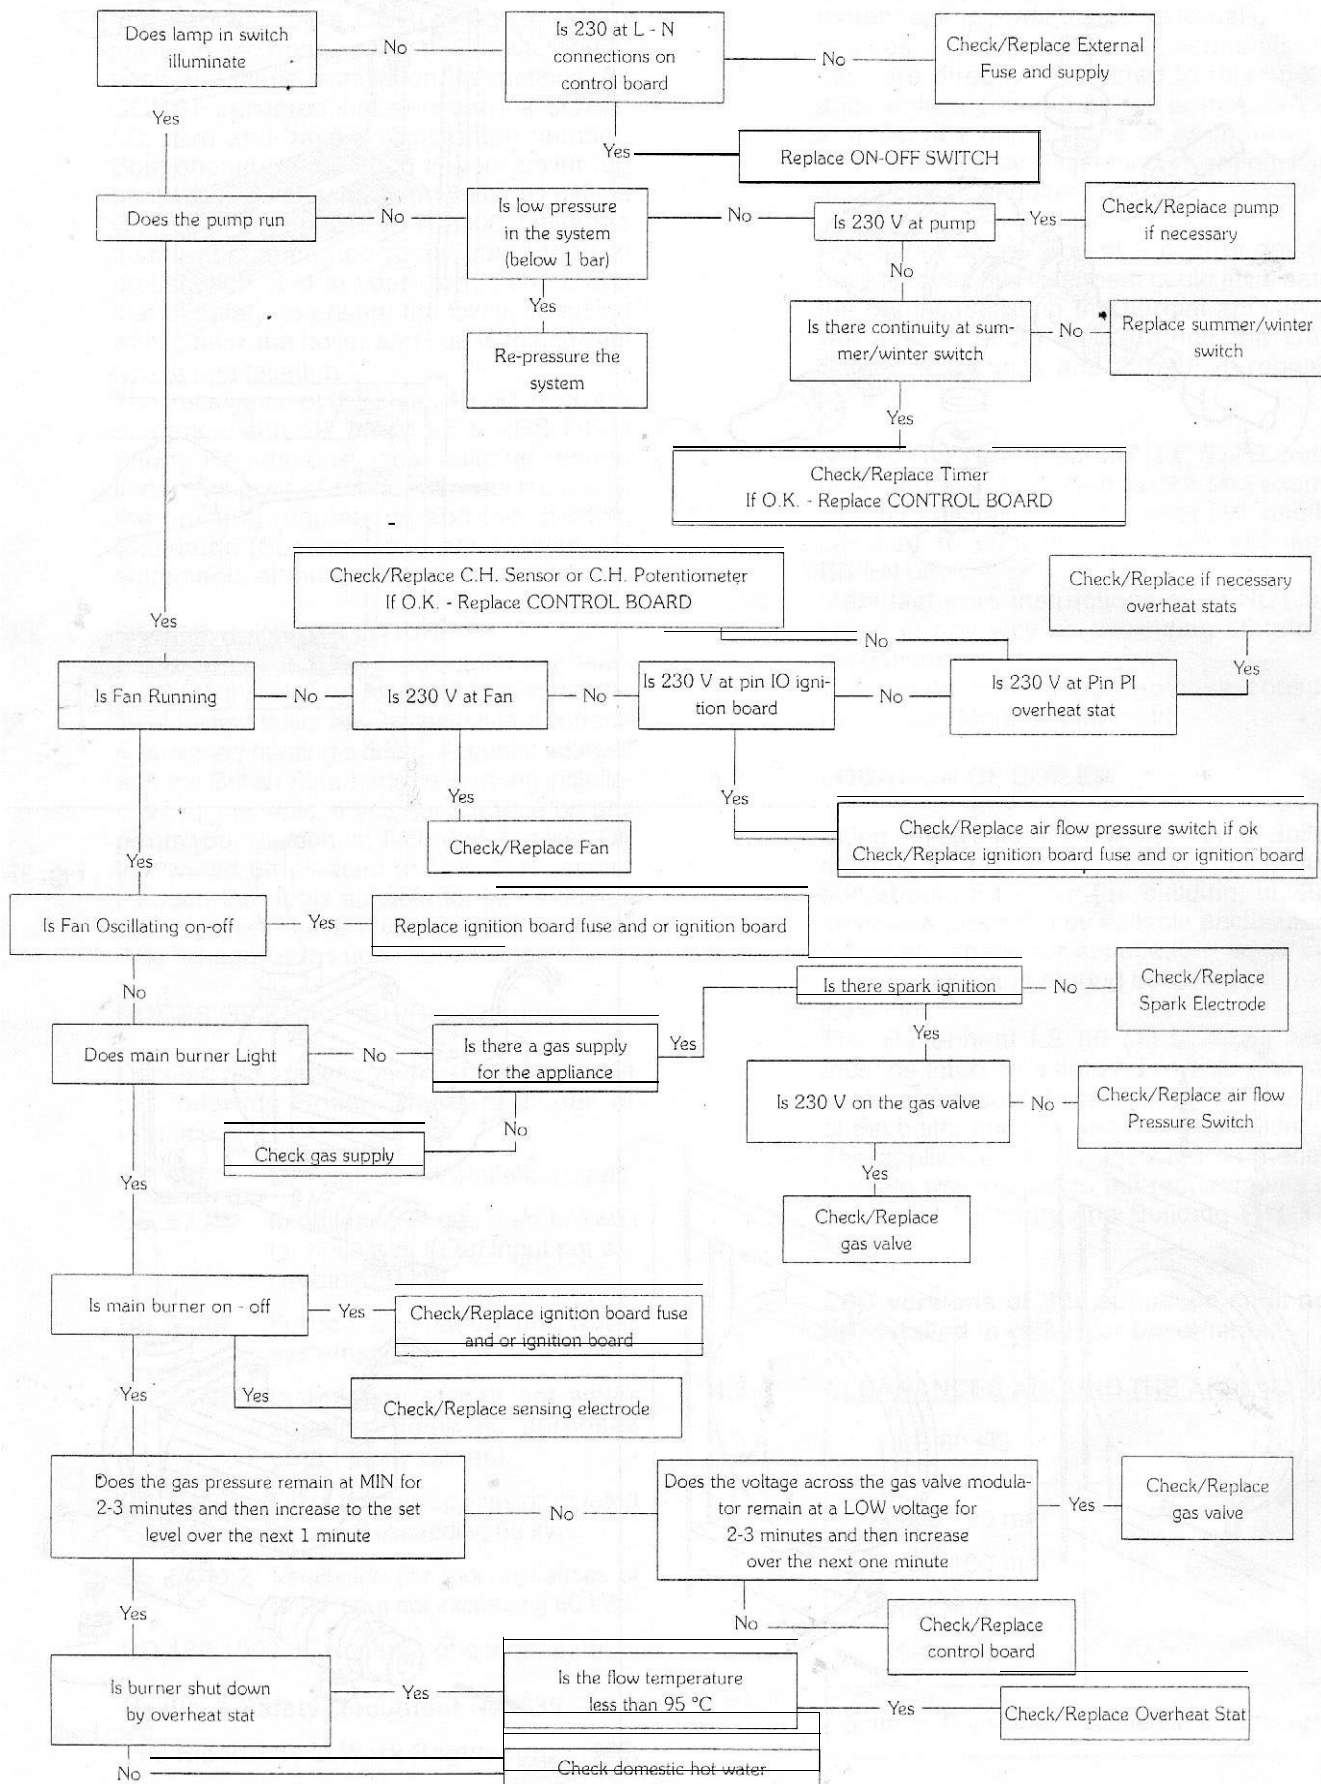 Does lamp in switch
illuminate
No
Is 230 at L - N
connections on
control board
No
Check/Replace External
Fuse and supply
Yes
Yes
Replace ON-OFF SWITCH
Does the pump run
No
Is low pressure
in the system
(below 1 bar)
No
Is 230 V at pump
Yes
Check/Replace pump
if necessary
No
Yes
Is there continuity at sum-
mer/winter switch
No
Replace summer/winter
switch
Re-pressure the
system
Yes
Check/Replace Timer
If O.K. - Replace CONTROL BOARD
Check/Replace C.H. Sensor or C.H. Potentiometer
If O.K. - Replace CONTROL BOARD
Check/Replace if necessary
overheat stats
Yes
No
Yes
Is Fan Running
No
Is 230 V at Fan
No
Is 230 V at pin IO igni-
tion board
No
Is 230 V at Pin PI
overheat stat
Yes
Yes
Check/Replace Fan
Check/Replace air flow pressure switch if ok
Check/Replace ignition board fuse and or ignition board
Yes
Is Fan Oscillating on-off
Yes
Replace ignition board fuse and or ignition board
No
Is there spark ignition
No
Check/Replace
Spark Electrode
Does main burner Light
No
Is there a gas supply
for the appliance
Yes
Yes
Is 230 V on the gas valve
No
Check/Replace air flow
Pressure Switch
No
Check gas supply
Yes
Yes
Check/Replace
gas valve
Is main burner on - off
Yes
Check/Replace ignition board fuse
and or ignition board
Yes
Yes
Check/Replace sensing electrode
Does the gas pressure remain at MIN for
2-3 minutes and then increase to the set
level over the next 1 minute
No
Does the voltage across the gas valve modula-
tor remain at a LOW voltage for
2-3 minutes and then increase
over the next one minute
Yes
Check/Replace
gas valve
Yes
No
Check/Replace
control board
Is burner shut down
by overheat stat
Yes
Is the flow temperature
less than 95 °C
Yes
Check/Replace Overheat Stat
No
Check domestic hot water